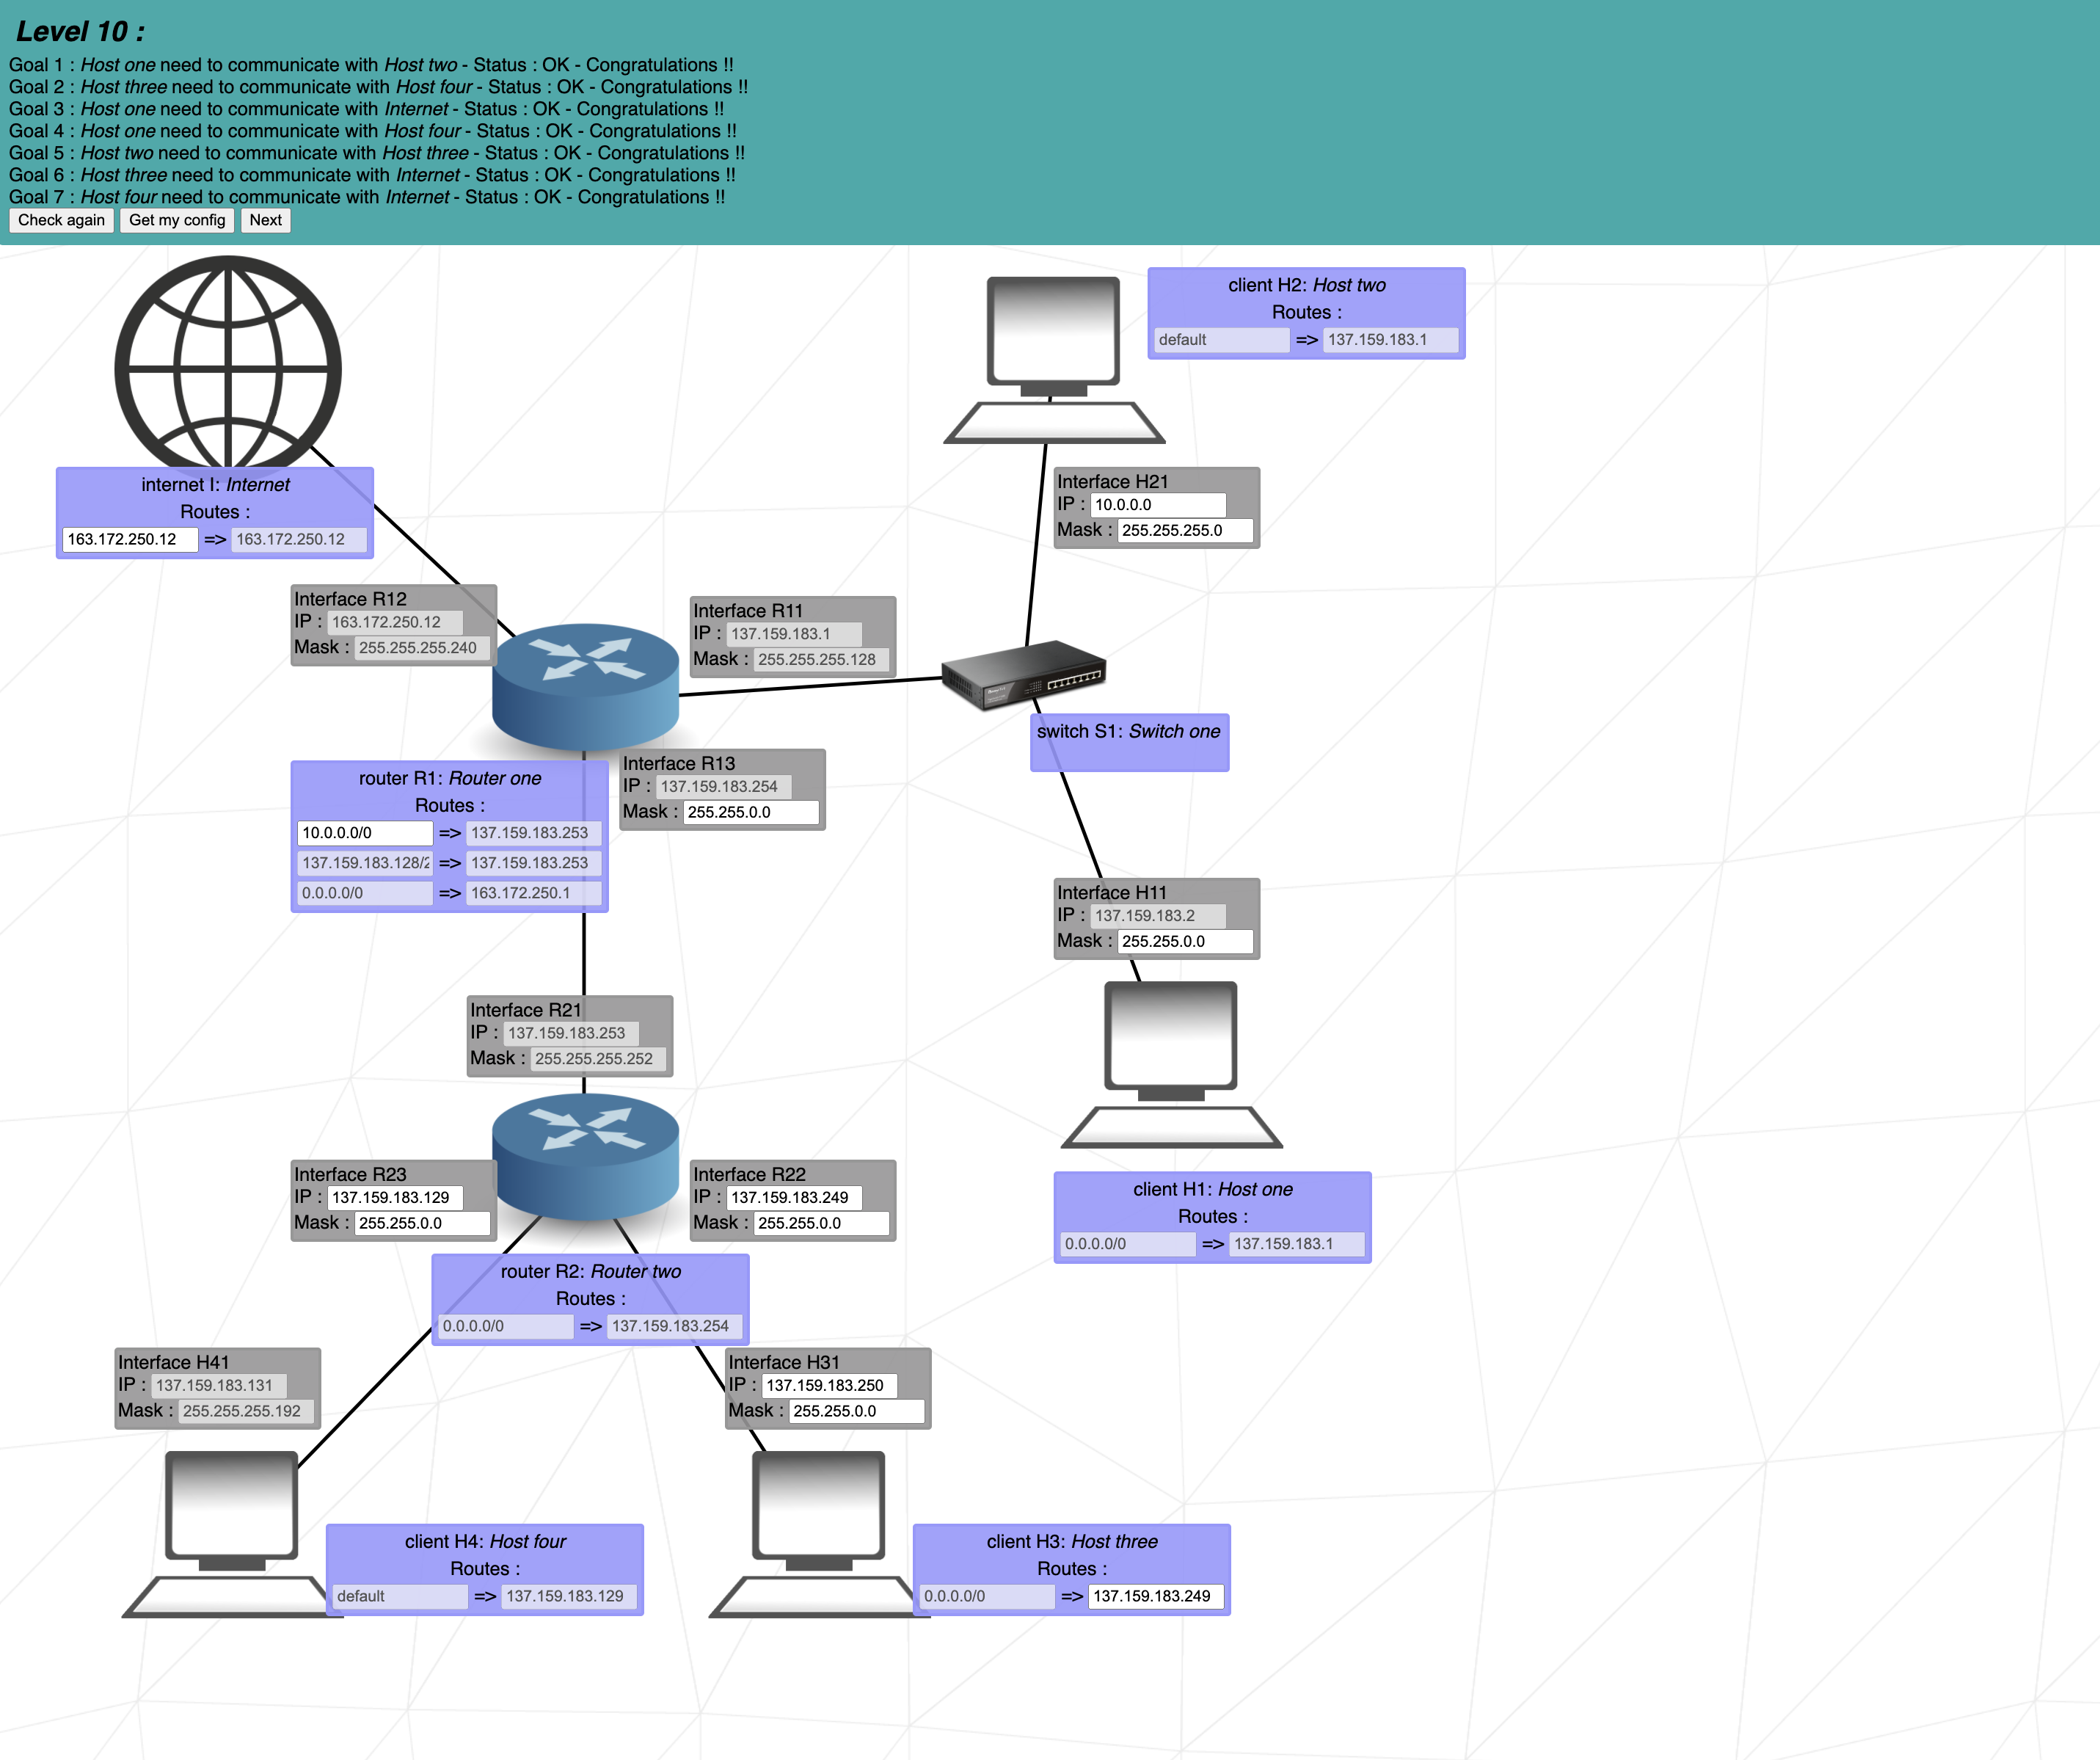 Level 10 :
Goal 1 : Host one need to communicate with Host two - Status : OK - Congratulations !!
Goal 2 : Host three need to communicate with Host four - Status : OK - Congratulations !!
Goal 3 : Host one need to communicate with Internet - Status : OK - Congratulations !!
Goal 4 : Host one need to communicate with Host four - Status : OK - Congratulations !!
Goal 5 : Host two need to communicate with Host three - Status : OK - Congratulations !!
Goal 6 : Host three need to communicate with Internet - Status : OK - Congratulations !!
Goal 7 : Host four need to communicate with Internet - Status : OK - Congratulations !!
Check again Get my config Next
client H2: Host two
Routes :
default => 137.159.183.1
internet I: Internet
Routes :
163.172.250.12 => 163.172.250.12
Interface H21
IP : 10.0.0.0
Mask : 255.255.255.0
Interface R12
IP : 163.172.250.12
Mask : 255.255.255.240
Interface R11
IP : 137.159.183.1
Mask : 255.255.255.128
switch S1: Switch one
Interface R13
IP : 137.159.183.254
Mask : 255.255.0.0
router R1: Router one
Routes :
10.0.0.0/0 => 137.159.183.253
137.159.183.128/2 => 137.159.183.253
0.0.0.0/0 => 163.172.250.1
Interface H11
IP : 137.159.183.2
Mask : 255.255.0.0
Interface R21
IP : 137.159.183.253
Mask : 255.255.255.252
Interface R23
IP : 137.159.183.129
Mask : 255.255.0.0
Interface R22
IP : 137.159.183.249
Mask : 255.255.0.0
client H1: Host one
Routes :
0.0.0.0/0 => 137.159.183.1
router R2: Router two
Routes :
0.0.0.0/0 => 137.159.183.254
Interface H41
IP : 137.159.183.131
Mask : 255.255.255.192
Interface H31
IP : 137.159.183.250
Mask : 255.255.0.0
client H4: Host four
Routes :
default => 137.159.183.129
client H3: Host three
Routes :
0.0.0.0/0 => 137.159.183.249